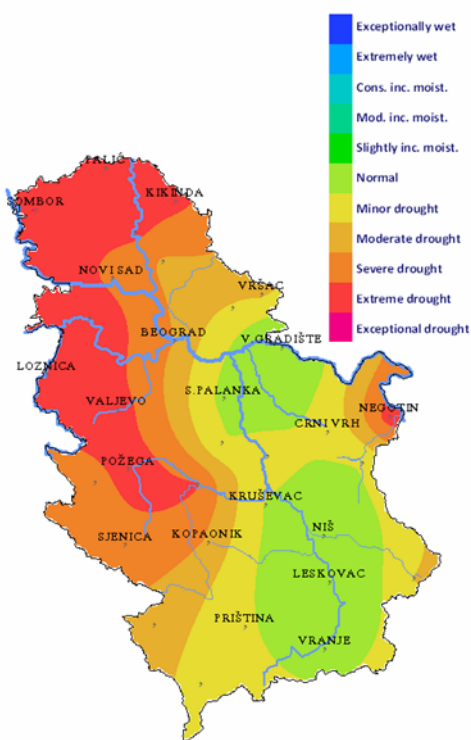 Exceptionally wet
Extremely wet
Cons. inc. moist.
Mod. inc. moist.
Slightly inc. moist.
Normal
Minor drought
Moderate drought
Severe drought
Extreme drought
Exceptional drought
PALIĆ
KIKINDA
SOMBOR
NOVI SAD
VRŠAC
BEOGRAD
V. GRADIŠTE
LOZNICA
VALJEVO
S. PALANKA
NEGOTIN
CRNI VRH
POŽEGA
KRUŠEVAC
SJENICA
KOPAONIK
NIŠ
LESKOVAC
PRIŠTINA
VRANJE